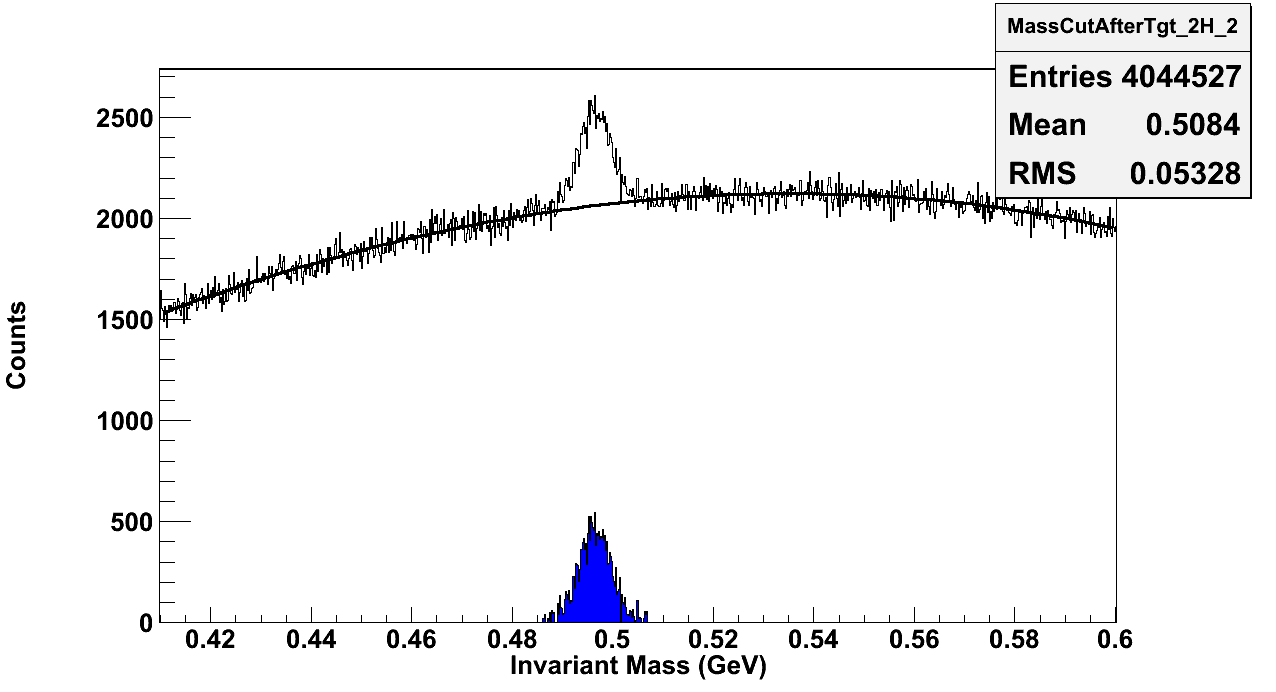 MassCutAfterTgt_2H_2
Entries 4044527
Mean 0.5084
RMS 0.05328
Counts
2500
2000
1500
1000
500
0
0.42 0.44 0.46 0.48 0.5 0.52 0.54 0.56 0.58 0.6
Invariant Mass (GeV)